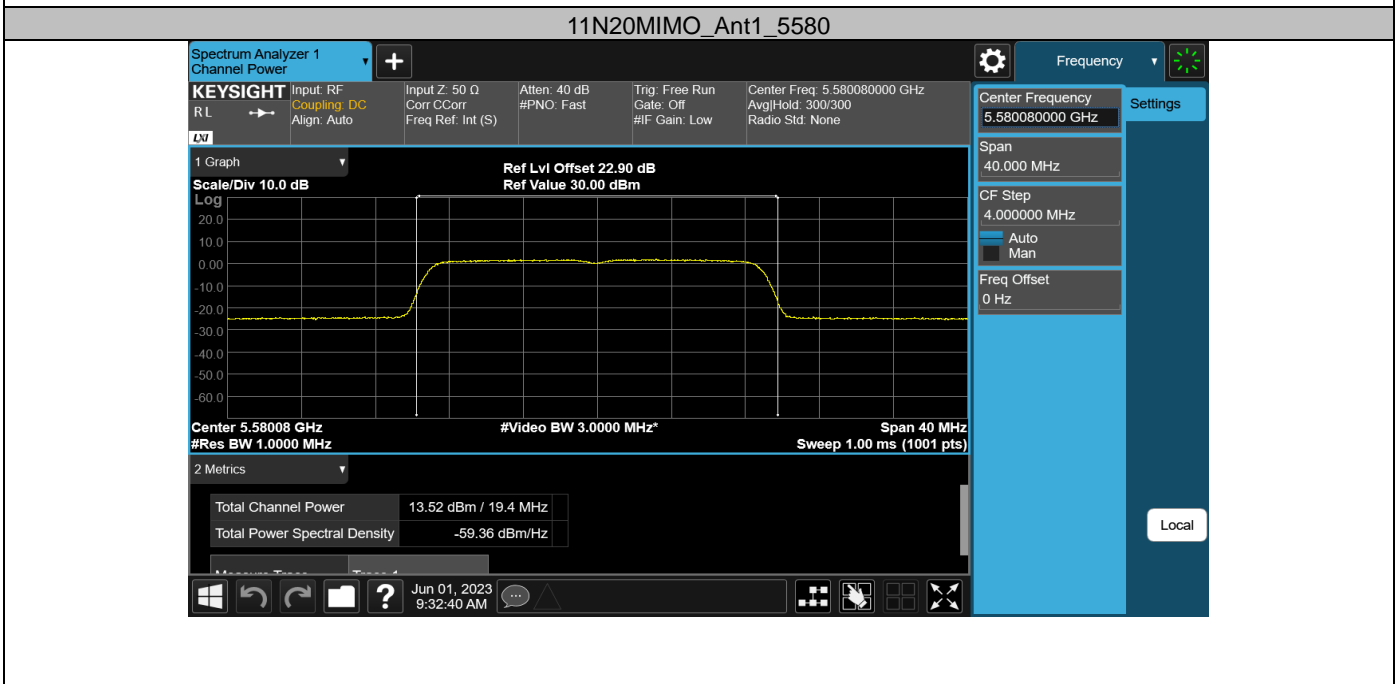 11N20MIMO_Ant1_5580
Spectrum Analyzer 1
Channel Power
Frequency
KEYSIGHT
R L
LXI
Input: RF
Coupling: DC
Align: Auto
Input Z: 50 Ω
Corr CCorr
Freq Ref: Int (S)
Atten: 40 dB
#PNO: Fast
Trig: Free Run
Gate: Off
#IF Gain: Low
Center Freq: 5.580080000 GHz
Avg|Hold: 300/300
Radio Std: None
Center Frequency
5.580080000 GHz
Settings
Span
40.000 MHz
CF Step
4.000000 MHz
Auto
Man
Freq Offset
0 Hz
1 Graph
Scale/Div 10.0 dB
Ref Lvl Offset 22.90 dB
Ref Value 30.00 dBm
Log
20.0
10.0
0.00
-10.0
-20.0
-30.0
-40.0
-50.0
-60.0
Center 5.58008 GHz
#Video BW 3.0000 MHz*
Span 40 MHz
#Res BW 1.0000 MHz
Sweep 1.00 ms (1001 pts)
2 Metrics
Total Channel Power 13.52 dBm / 19.4 MHz
Total Power Spectral Density -59.36 dBm/Hz
Local
?
Jun 01, 2023
9:32:40 AM